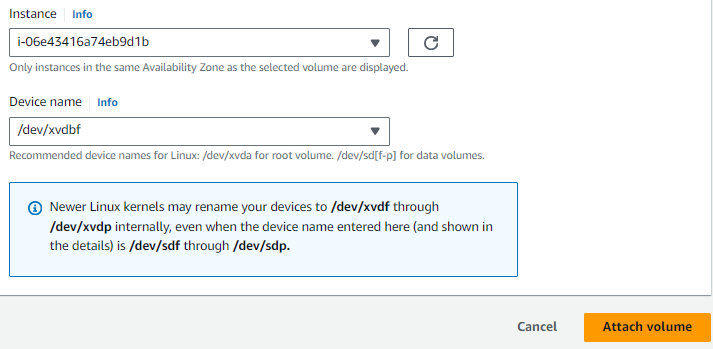 Instance Info
i-06e43416a74eb9d1b
Only instances in the same Availability Zone as the selected volume are displayed.
Device name Info
/dev/xvdbf
Recommended device names for Linux: /dev/xvda for root volume. /dev/sd[f-p] for data volumes.
Newer Linux kernels may rename your devices to /dev/xvdf through
/dev/xvdp internally, even when the device name entered here (and shown in
the details) is /dev/sdf through /dev/sdp.
Cancel Attach volume